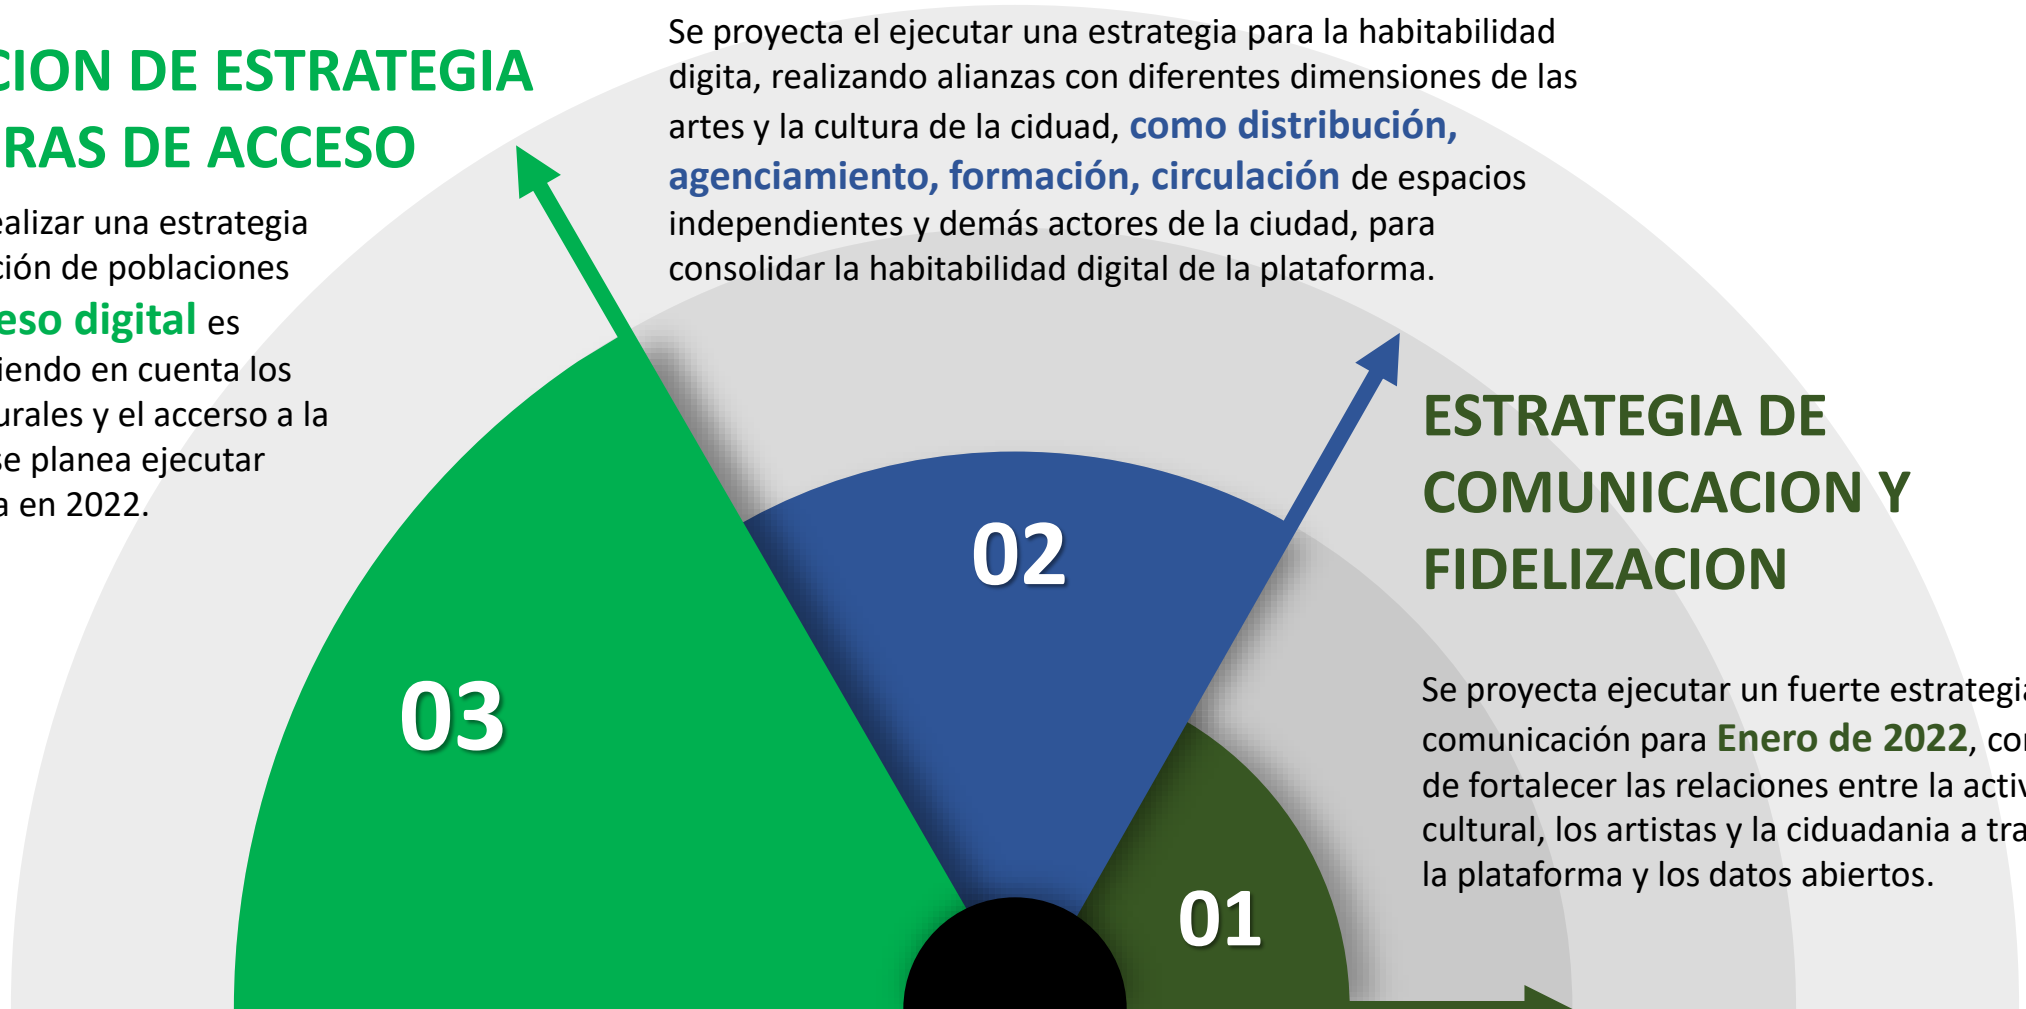 CION DE ESTRATEGIA
RAS DE ACCESO
ealizar una estrategia
ción de poblaciones
eso digital es
iendo en cuenta los
urales y el accerso a la
se planea ejecutar
a en 2022.
Se proyecta el ejecutar una estrategia para la habitabilidad
digita, realizando alianzas con diferentes dimensiones de las
artes y la cultura de la ciduad, como distribución,
agenciamiento, formación, circulación de espacios
independientes y demás actores de la ciudad, para
consolidar la habitabilidad digital de la plataforma.
ESTRATEGIA DE
COMUNICACION Y
FIDELIZACION
Se proyecta ejecutar un fuerte estrategia
comunicación para Enero de 2022, con
de fortalecer las relaciones entre la activ
cultural, los artistas y la ciduadania a tra
la plataforma y los datos abiertos.
03
02
01